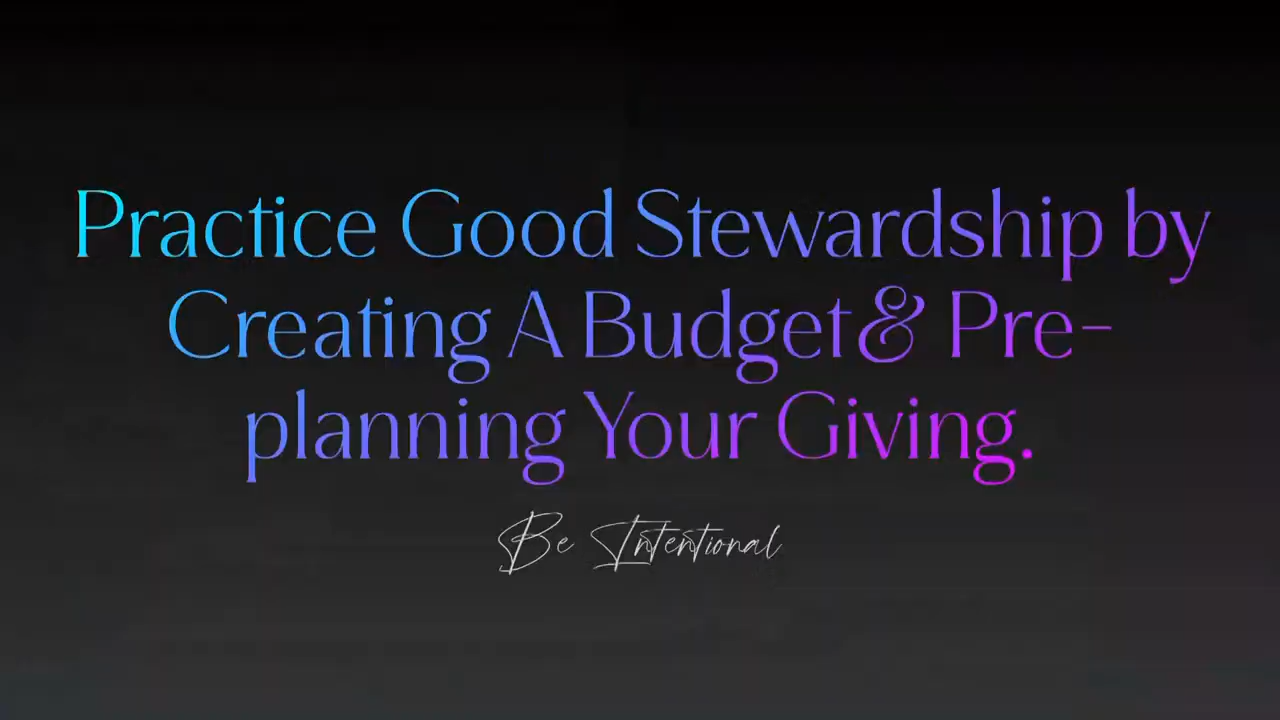 Practice Good Stewardship by
Creating A Budget & Pre-
planning Your Giving.
Be Intentional